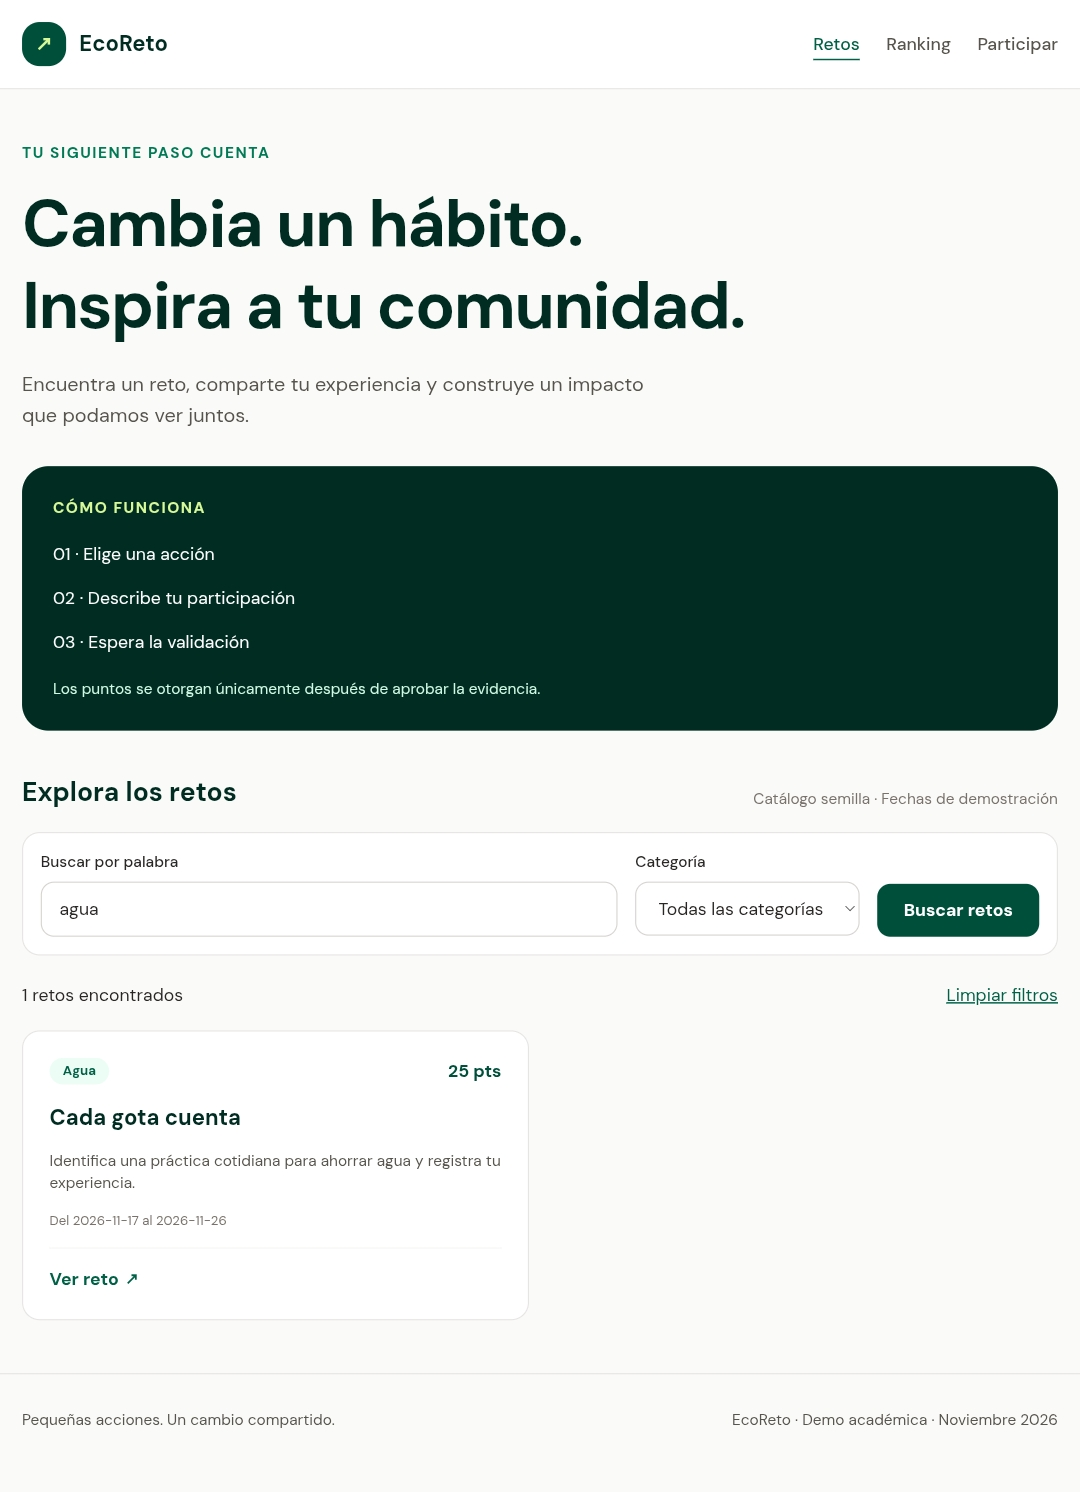 ↗ EcoReto
Retos Ranking Participar
TU SIGUIENTE PASO CUENTA
Cambia un hábito.
Inspira a tu comunidad.
Encuentra un reto, comparte tu experiencia y construye un impacto
que podamos ver juntos.
CÓMO FUNCIONA
01 · Elige una acción
02 · Describe tu participación
03 · Espera la validación
Los puntos se otorgan únicamente después de aprobar la evidencia.
Explora los retos
Catálogo semilla · Fechas de demostración
Buscar por palabra
Categoría
agua
Todas las categorías
Buscar retos
1 retos encontrados
Limpiar filtros
Agua
25 pts
Cada gota cuenta
Identifica una práctica cotidiana para ahorrar agua y registra tu
experiencia.
Del 2026-11-17 al 2026-11-26
Ver reto ↗
Pequeñas acciones. Un cambio compartido.
EcoReto · Demo académica · Noviembre 2026